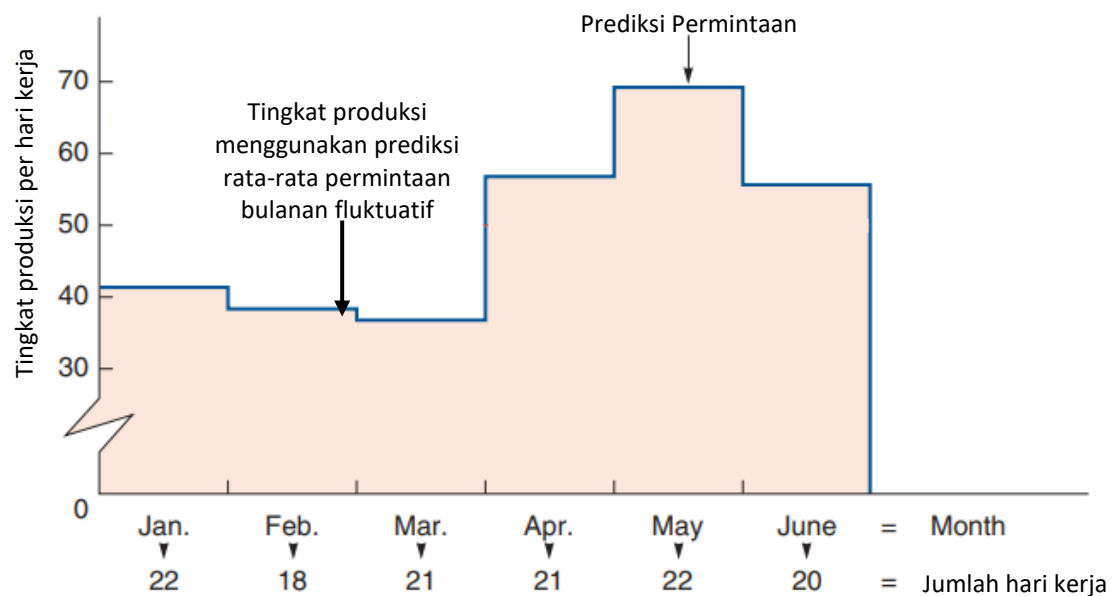 Prediksi Permintaan
Tingkat produksi per hari kerja
70
60
50
40
30
0
Tingkat produksi
menggunakan prediksi
rata-rata permintaan
bulanan fluktuatif
Jan. Feb. Mar. Apr. May June = Month
22 18 21 21 22 20 = Jumlah hari kerja